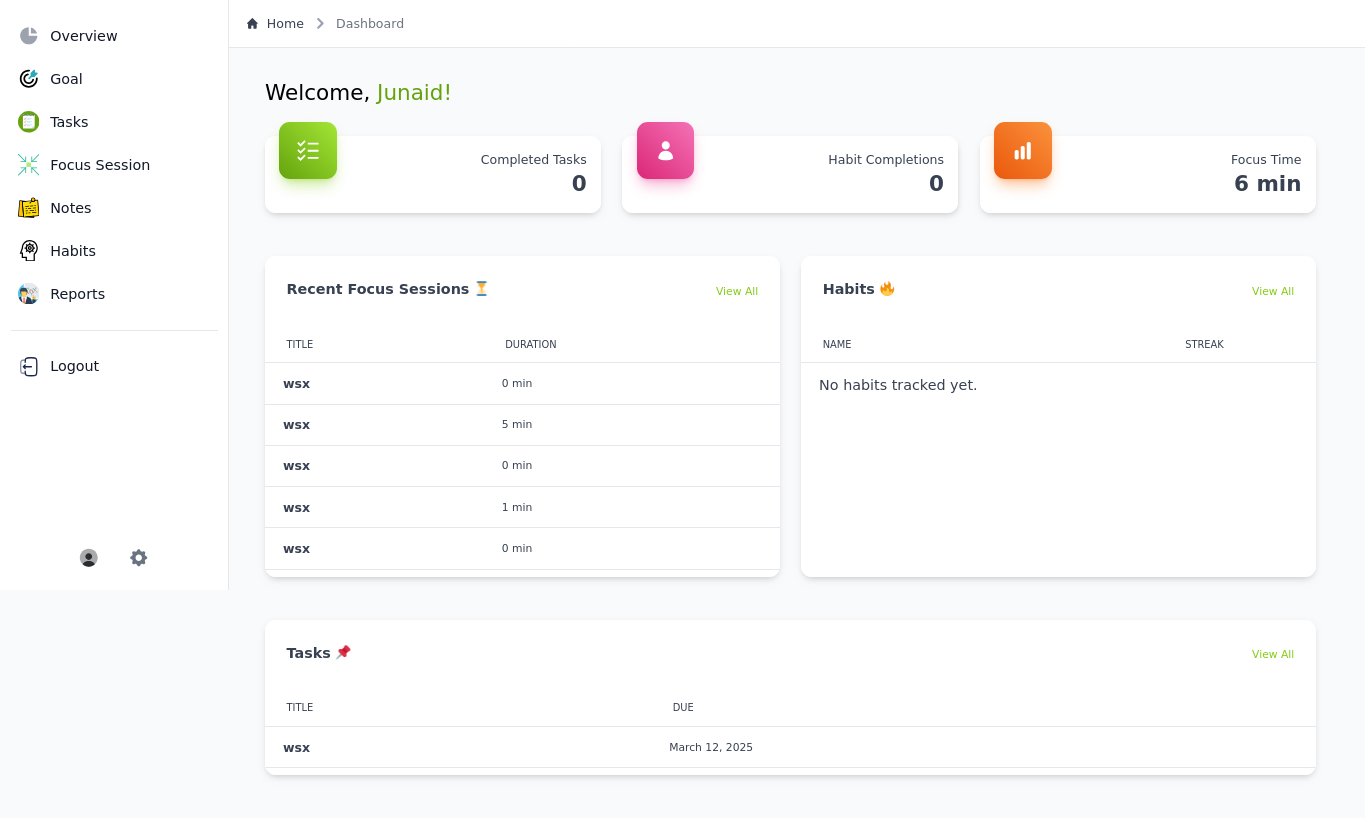 Overview
Goal
Tasks
Focus Session
Notes
Habits
Reports
Logout
Home Dashboard
Welcome, Junaid!
Completed Tasks
0
Habit Completions
0
Focus Time
6 min
Recent Focus Sessions
View All
TITLE DURATION
wsx 0 min
wsx 5 min
wsx 0 min
wsx 1 min
wsx 0 min
Habits
View All
NAME STREAK
No habits tracked yet.
Tasks
View All
TITLE DUE
wsx March 12, 2025